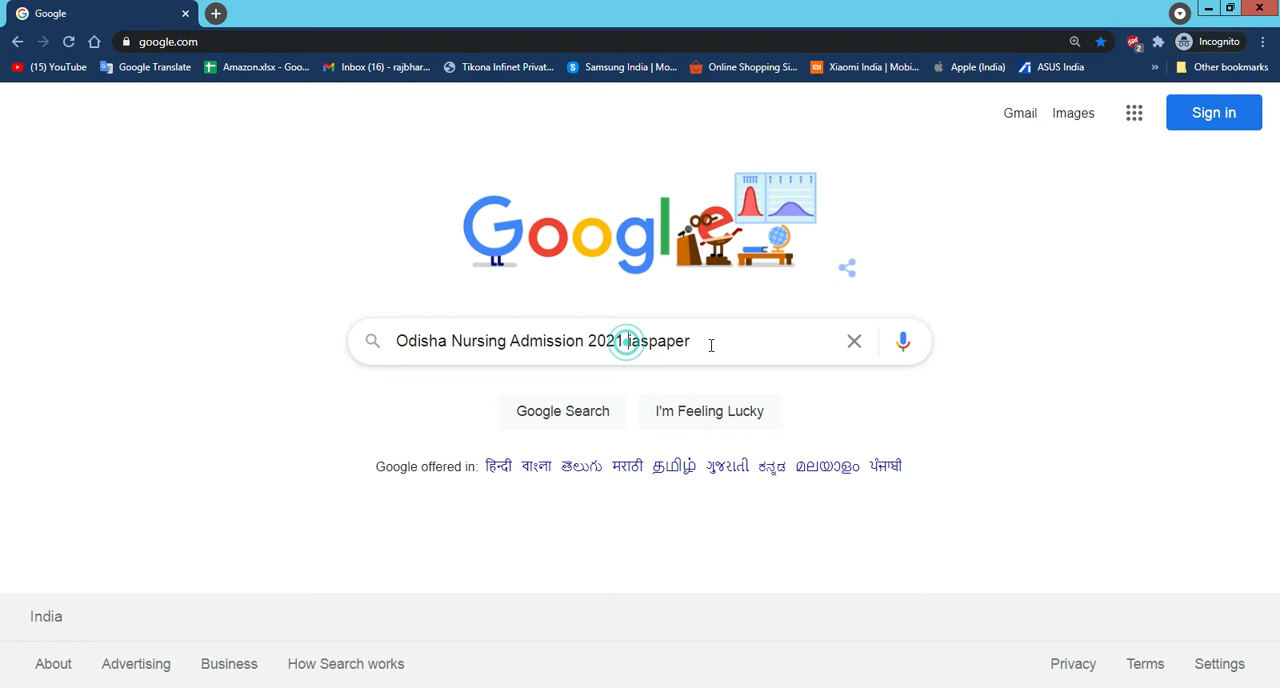 Google
Incognito
google.com
(15) YouTube
Google Translate
Amazon.xlsx - Goo...
Inbox (16) - rajbhar...
Tikona Infinet Privat...
Samsung India | Mo...
Online Shopping Si...
Xiaomi India | Mobi...
Apple (India)
ASUS India
»
Other bookmarks
Gmail
Images
Sign in
Google
Odisha Nursing Admission 2021 iaspaper
Google Search
I'm Feeling Lucky
Google offered in: हिन्दी বাংলা తెలుగు मराठी தமிழ் ગુજરાતી ಕನ್ನಡ മലയാളം ਪੰਜਾਬੀ
India
About
Advertising
Business
How Search works
Privacy
Terms
Settings